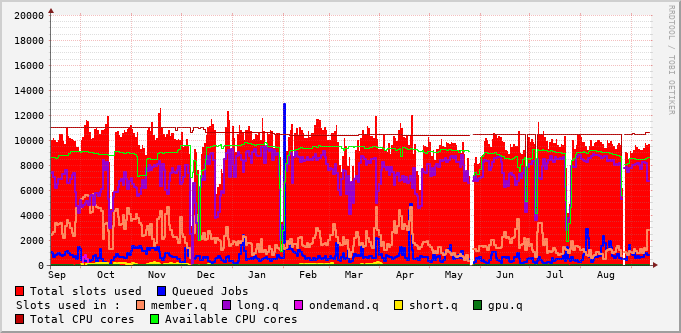 RRDTOOL / TOBI OETIKER
20000
18000
16000
14000
12000
10000
8000
6000
4000
2000
0
Sep Oct Nov Dec Jan Feb Mar Apr May Jun Jul Aug
Total slots used Queued Jobs
Slots used in : member.q long.q ondemand.q short.q gpu.q
Total CPU cores Available CPU cores